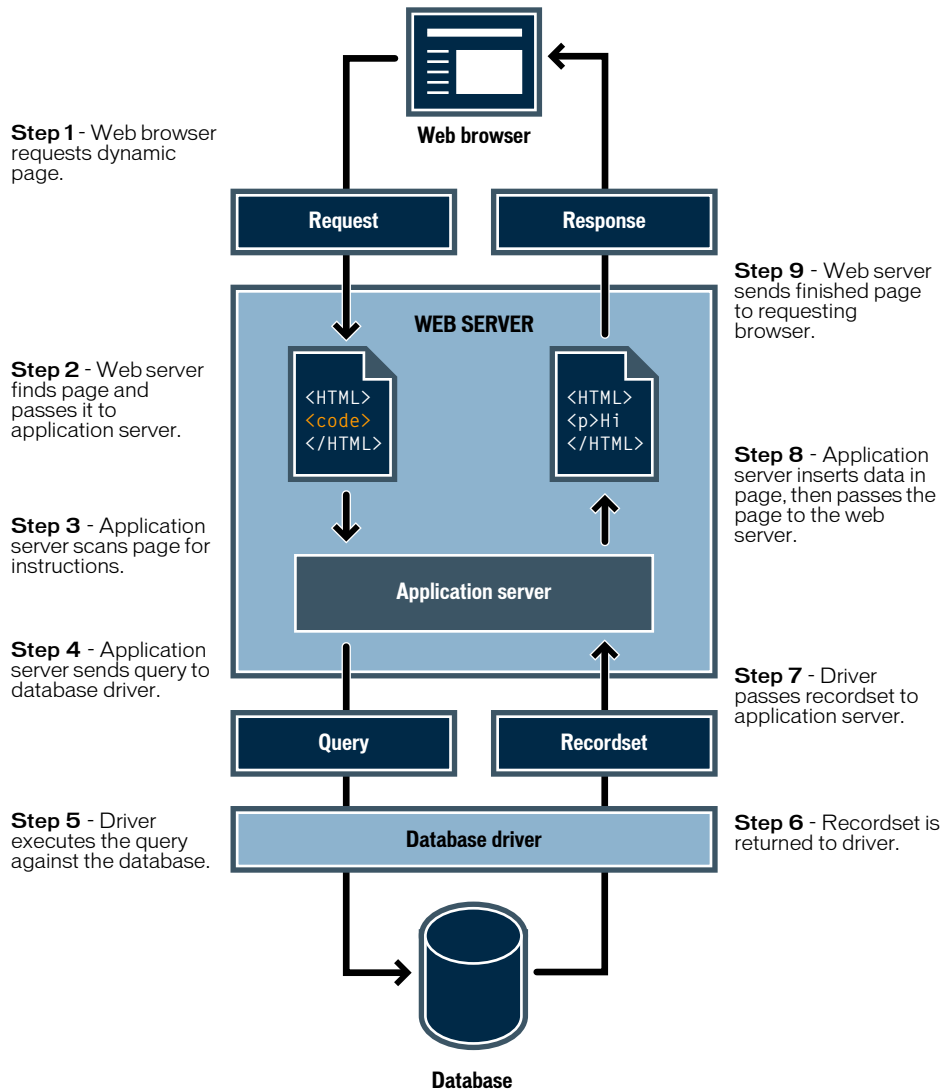 Web browser
Step 1 - Web browser
requests dynamic
page.
Request
Response
Step 9 - Web server
sends finished page
to requesting
browser.
WEB SERVER
Step 2 - Web server
finds page and
passes it to
application server.
<HTML>
<code>
</HTML>
<HTML>
<p>Hi
</HTML>
Step 8 - Application
server inserts data in
page, then passes the
page to the web
server.
Step 3 - Application
server scans page for
instructions.
Application server
Step 4 - Application
server sends query to
database driver.
Step 7 - Driver
passes recordset to
application server.
Query
Recordset
Step 5 - Driver
executes the query
against the database.
Database driver
Step 6 - Recordset is
returned to driver.
Database